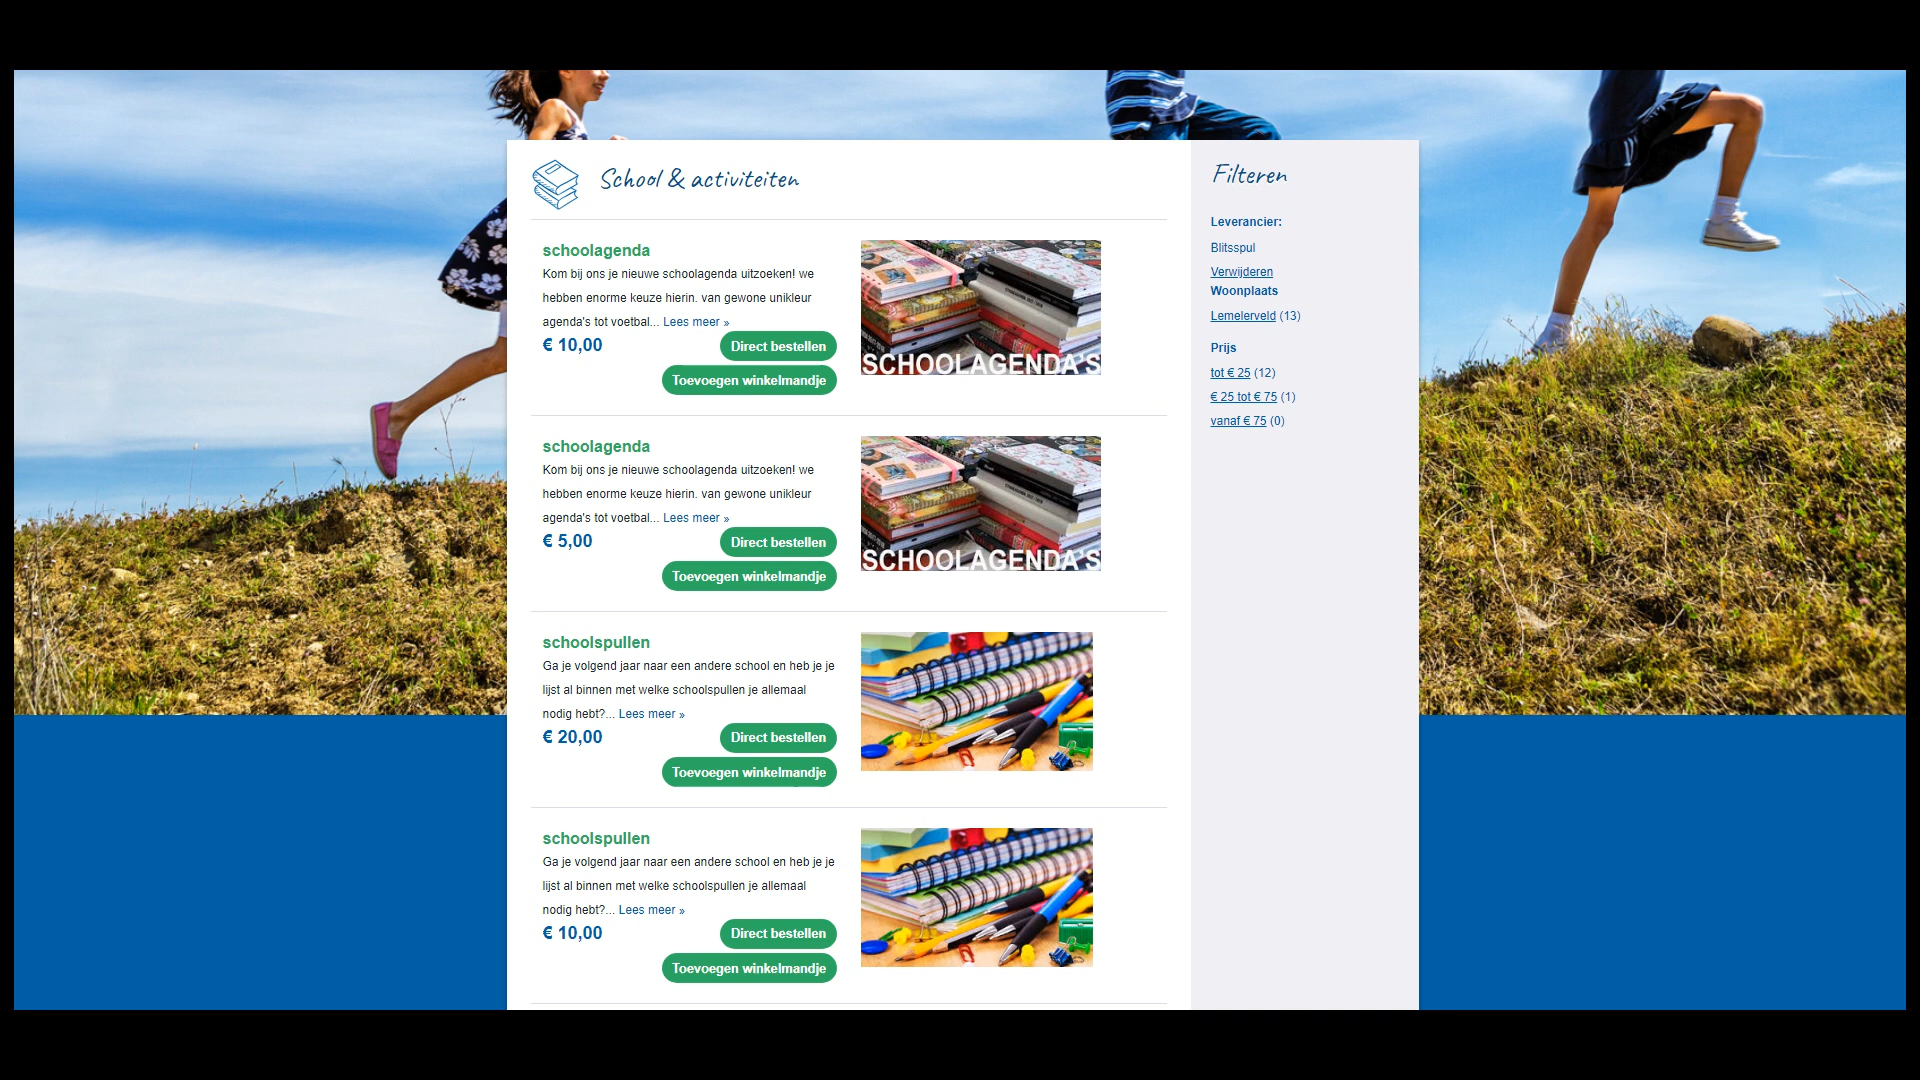 School & activiteiten
schoolagenda
Kom bij ons je nieuwe schoolagenda uitzoeken! we
hebben enorme keuze hierin. van gewone unikleur
agenda's tot voetbal... Lees meer »
€ 10,00
Direct bestellen
Toevoegen winkelmandje
SCHOOLAGENDA'S
schoolagenda
Kom bij ons je nieuwe schoolagenda uitzoeken! we
hebben enorme keuze hierin. van gewone unikleur
agenda's tot voetbal... Lees meer »
€ 5,00
Direct bestellen
Toevoegen winkelmandje
SCHOOLAGENDA'S
schoolspullen
Ga je volgend jaar naar een andere school en heb je je
lijst al binnen met welke schoolspullen je allemaal
nodig hebt?... Lees meer »
€ 20,00
Direct bestellen
Toevoegen winkelmandje
schoolspullen
Ga je volgend jaar naar een andere school en heb je je
lijst al binnen met welke schoolspullen je allemaal
nodig hebt?... Lees meer »
€ 10,00
Direct bestellen
Toevoegen winkelmandje
Filteren
Leverancier:
Blitsspul
Verwijderen
Woonplaats
Lemelerveld (13)
Prijs
tot € 25 (12)
€ 25 tot € 75 (1)
vanaf € 75 (0)